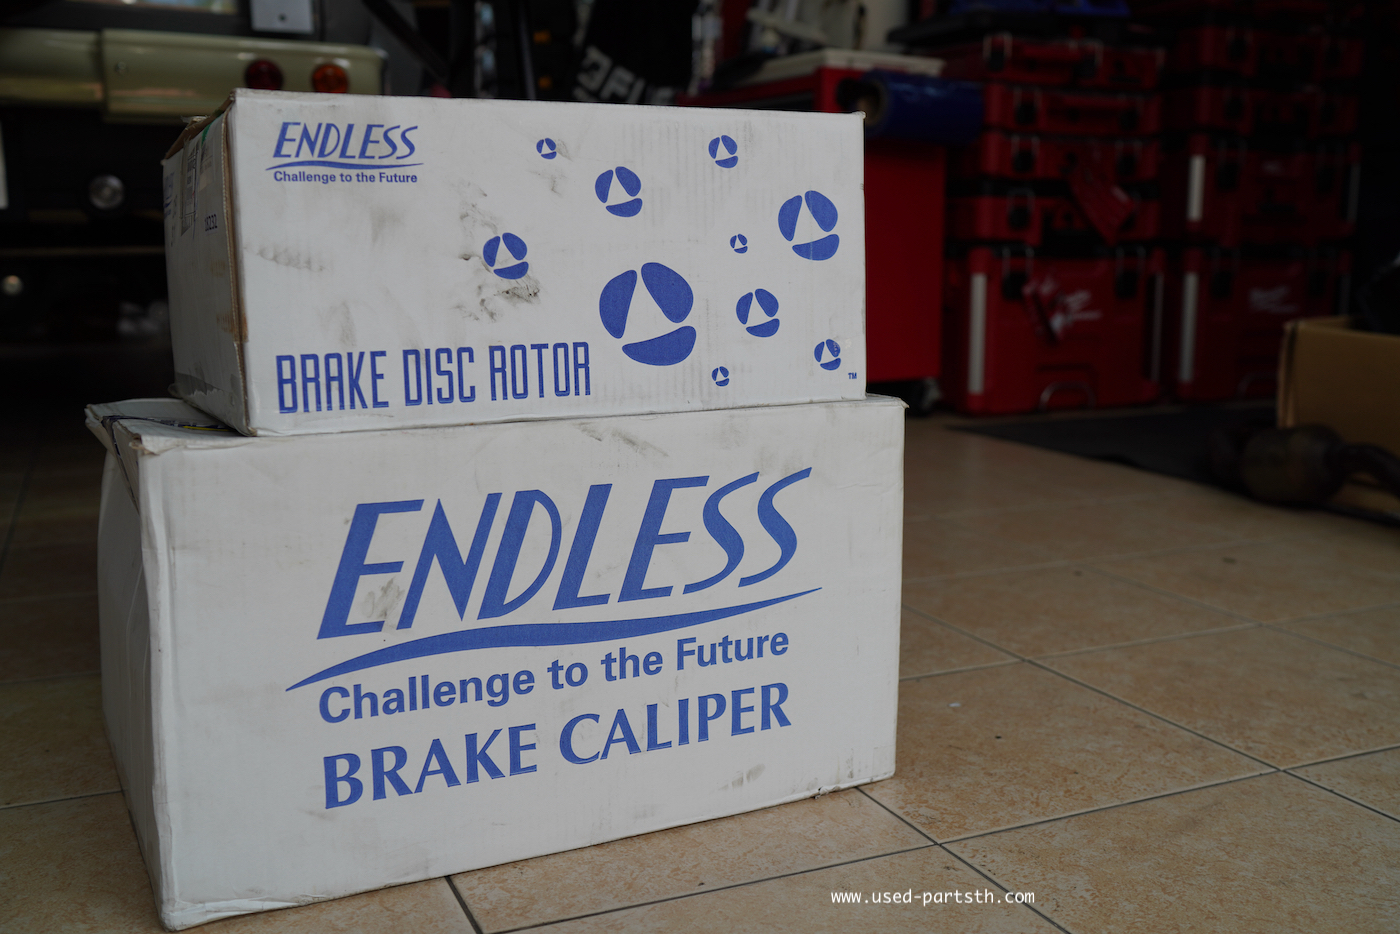 ENDLESS
Challenge to the Future
BRAKE DISC ROTOR
TM
ENDLESS
Challenge to the Future
BRAKE CALIPER
www.used-partsth.com